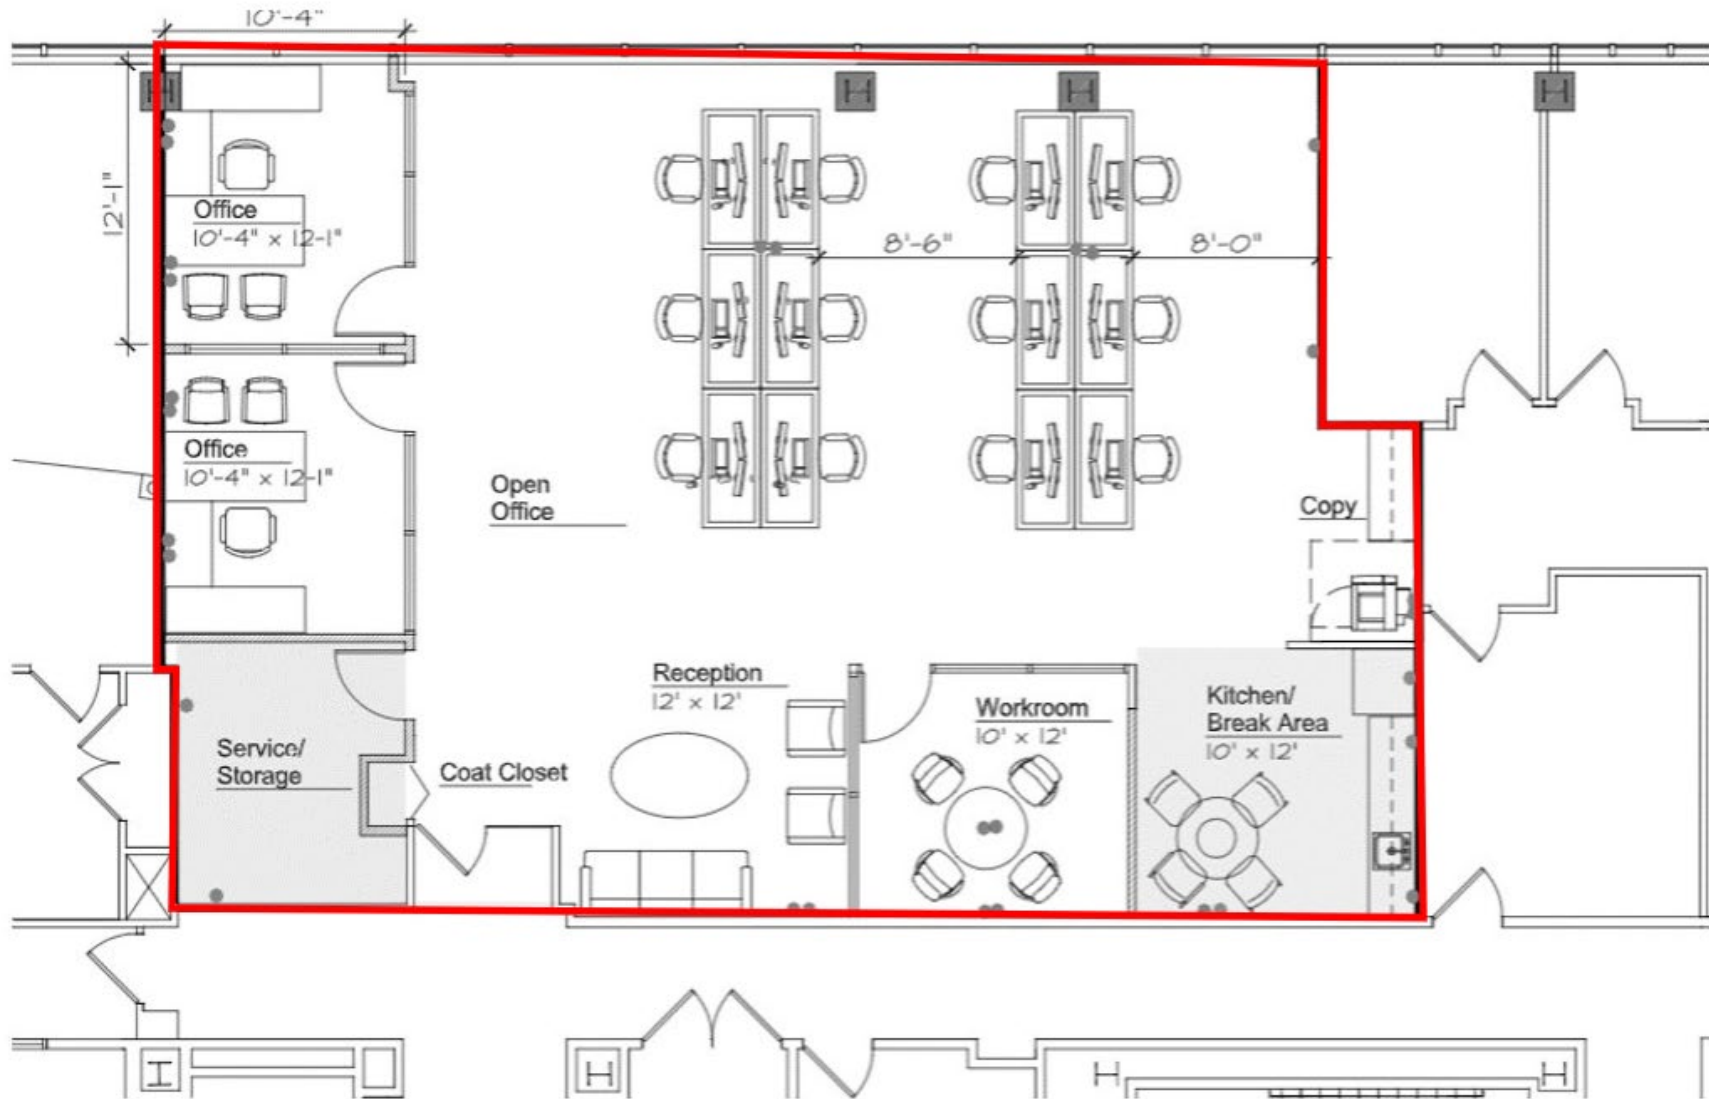 10'-4"
12'-1"
Office
10'-4" x 12-1"
8'-6"
8'-0"
Office
10'-4" x 12-1"
Open
Office
Copy
Reception
12' x 12'
Workroom
10' x 12'
Kitchen/
Break Area
10' x 12'
Service/
Storage
Coat Closet